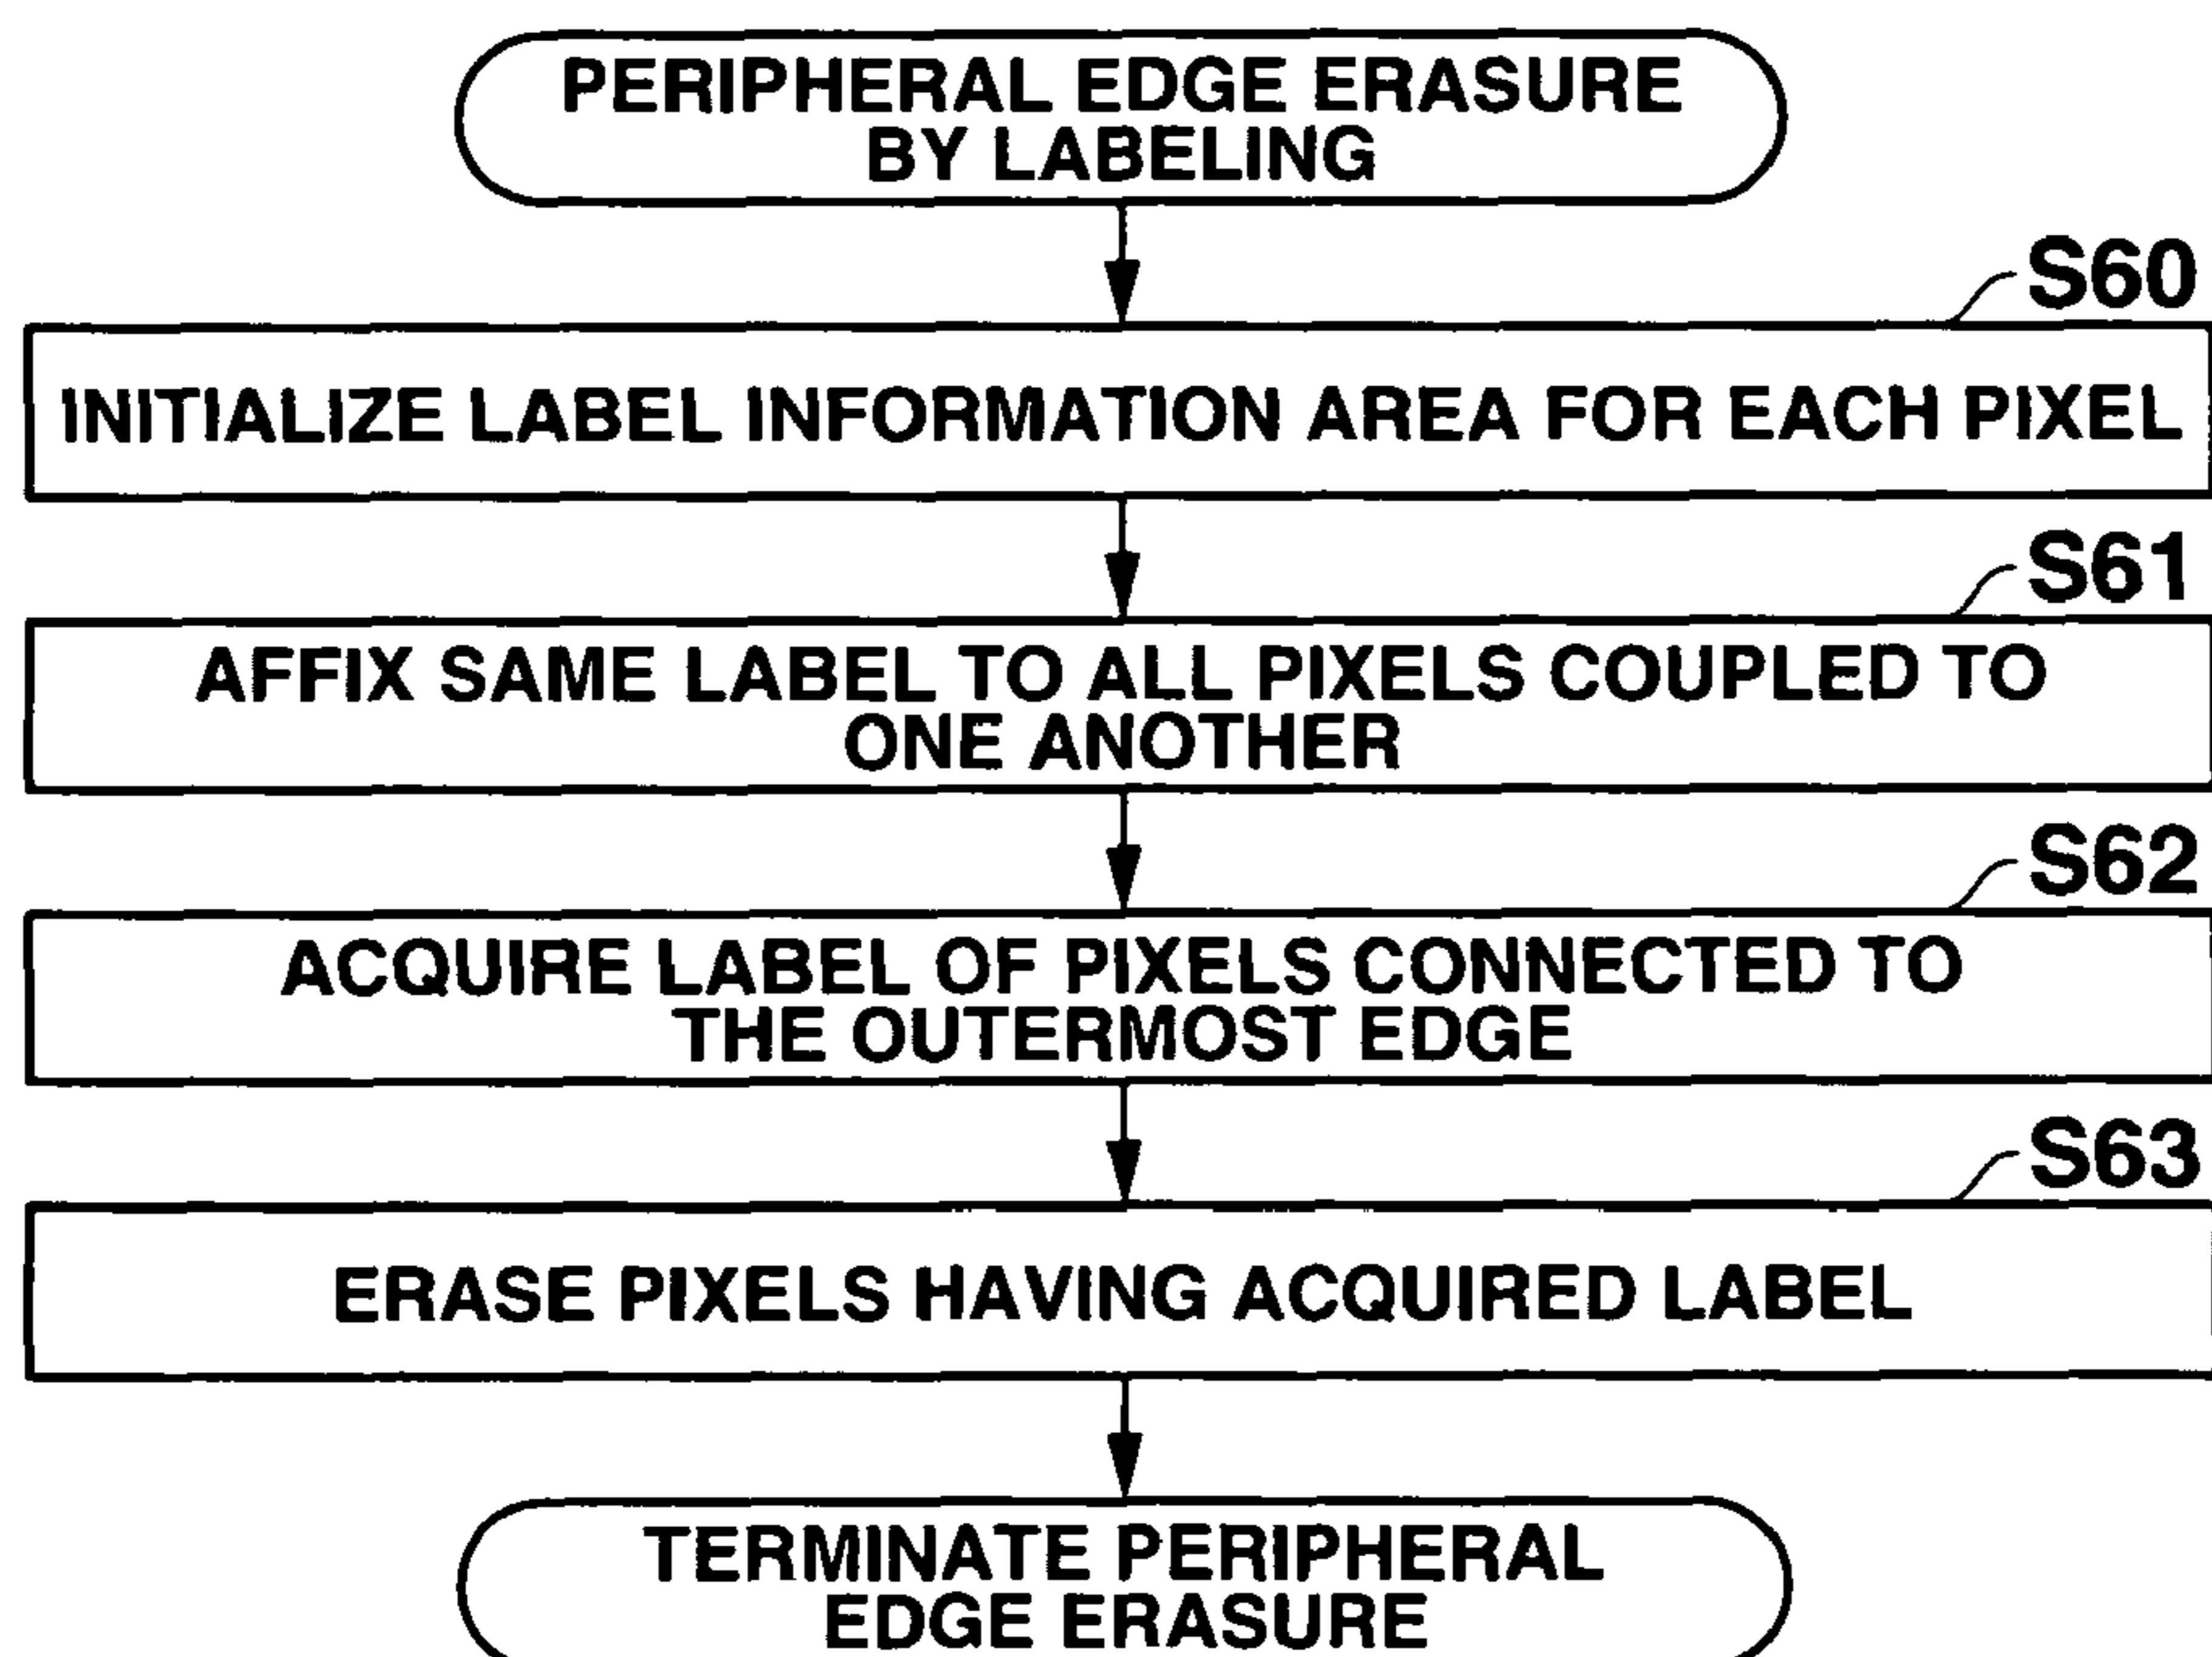 PERIPHERAL EDGE ERASURE
BY LABELING
S60
INITIALIZE LABEL INFORMATION AREA FOR EACH PIXEL
S61
AFFIX SAME LABEL TO ALL PIXELS COUPLED TO
ONE ANOTHER
S62
ACQUIRE LABEL OF PIXELS CONNECTED TO
THE OUTERMOST EDGE
S63
ERASE PIXELS HAVING ACQUIRED LABEL
TERMINATE PERIPHERAL
EDGE ERASURE